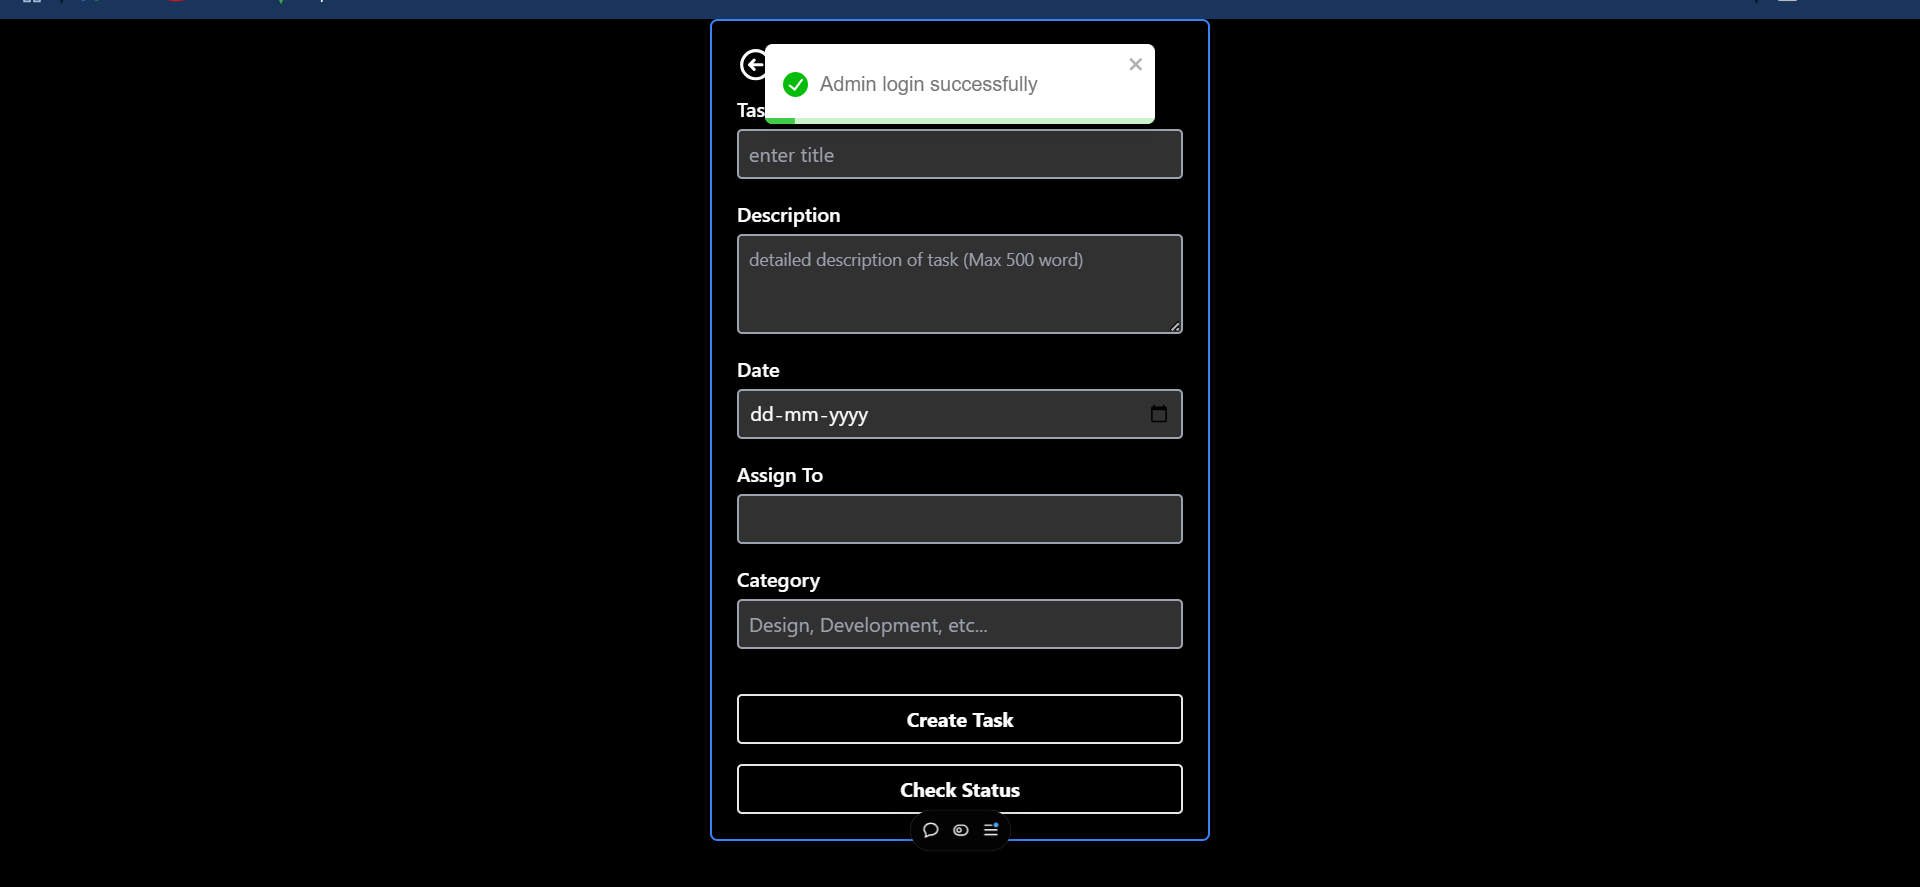 Admin login successfully
Tas
enter title
Description
detailed description of task (Max 500 word)
Date
dd-mm-yyyy
Assign To
Category
Design, Development, etc...
Create Task
Check Status